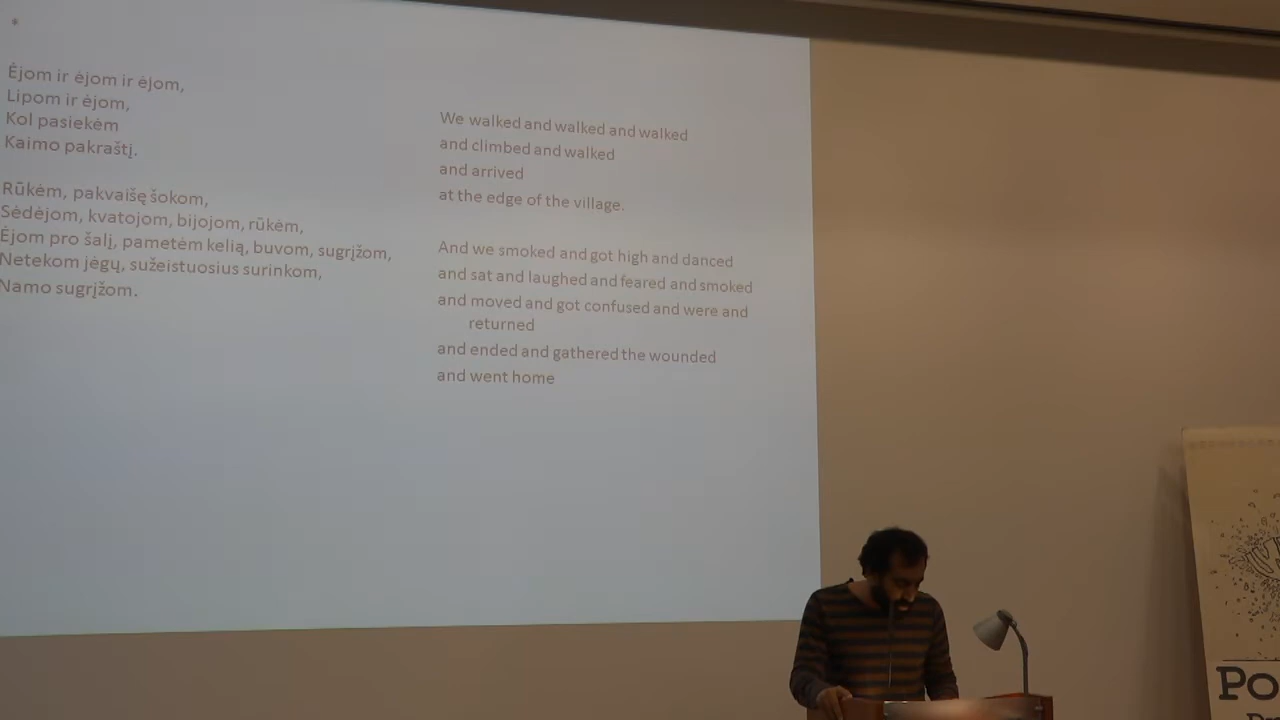 *
Ėjom ir ėjom ir ėjom,
Lipom ir ėjom,
Kol pasiekėm
Kaimo pakraštį.
Rūkėm, pakvaišę šokom,
Sėdėjom, kvatojom, bijojom, rūkėm,
Ėjom pro šalį, pametėm kelią, buvom, sugrįžom,
Netekom jėgų, sužeistuosius surinkom,
Namo sugrįžom.
We walked and walked and walked
and climbed and walked
and arrived
at the edge of the village.
And we smoked and got high and danced
and sat and laughed and feared and smoked
and moved and got confused and were and
returned
and ended and gathered the wounded
and went home
Po